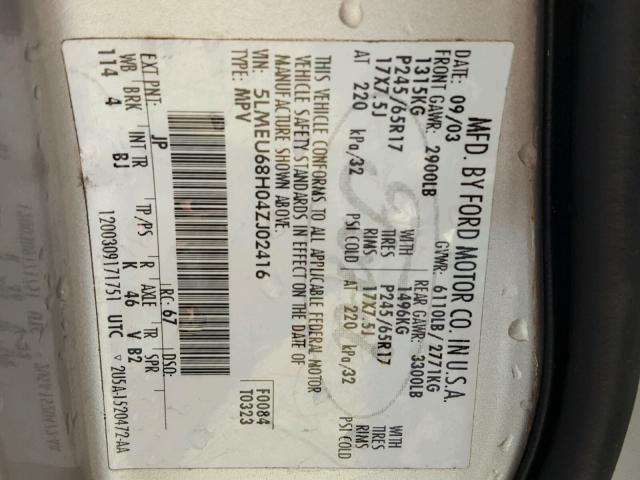 MFD. BY FORD MOTOR CO. IN U.S.A.
09/03 GVWR: 6110LB / 2771KG
FRONT GAWR: 2900LB REAR GAWR: 3300LB
1315KG WITH 1496KG WITH
P245/65R17 TIRES P245/65R17 TIRES
17X7.5J RIMS 17X7.5J RIMS
AT 220 kPa/32 PSI COLD AT 220 kPa/32 PSI COLD
THIS VEHICLE CONFORMS TO ALL APPLICABLE FEDERAL MOTOR
VEHICLE SAFETY STANDARDS IN EFFECT ON THE DATE OF
MANUFACTURE SHOWN ABOVE.
VIN: 5LMEU68H04ZJ02416 F0084
TYPE: MPV T0323
EXT PNT: JP RC: 67 DSO:
WB BRK INT TR TP/PS R AXLE TR SPR
114 4 BJ K 46 V B2
1200309171751 UTC ▽ 2U5A-1520472-AA